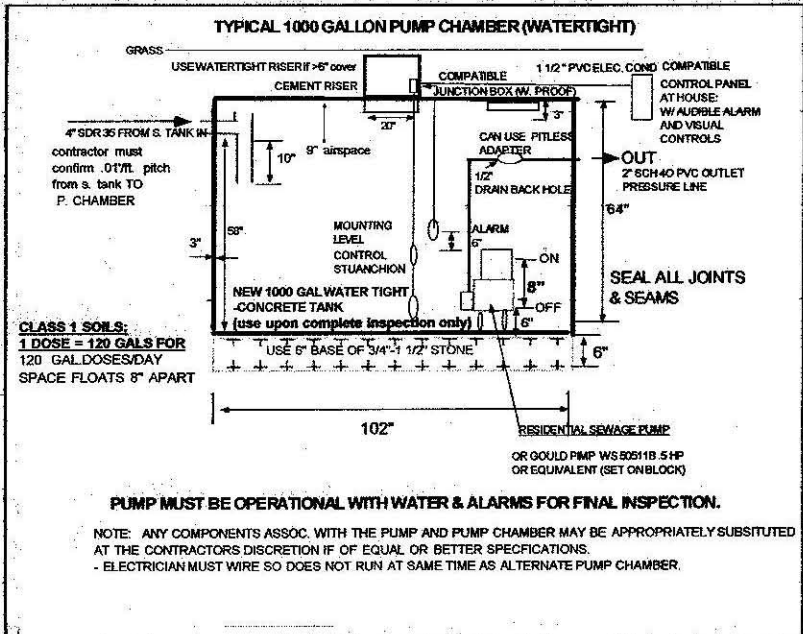 TYPICAL 1000 GALLON PUMP CHAMBER (WATERTIGHT)
GRASS
USE WATERTIGHT RISER IF >6" cover
CEMENT RISER
COMPATIBLE
JUNCTION BOX (W. PROOF)
1 1/2" PVC ELEC. COND COMPATIBLE
CONTROL PANEL
AT HOUSE:
W/ AUDIBLE ALARM
AND VISUAL
CONTROLS
20"
3"
4" SDR 35 FROM S. TANK IN
contractor must
confirm .01"/ft. pitch
from s. tank TO
P. CHAMBER
10"
9" airspace
CAN USE PITLESS
ADAPTER
1/2"
DRAIN BACK HOLE
OUT
2" SCH 40 PVC OUTLET
PRESSURE LINE
64"
58"
3"
MOUNTING
LEVEL
CONTROL
STUANCHION
ALARM
6"
ON
8"
OFF
6"
SEAL ALL JOINTS
& SEAMS
NEW 1000 GAL WATER TIGHT
-CONCRETE TANK
(use upon complete inspection only)
CLASS 1 SOILS:
1 DOSE = 120 GALS FOR
120 GAL.DOSES/DAY
SPACE FLOATS 8" APART
USE 6" BASE OF 3/4"-1 1/2" STONE
6"
102"
RESIDENTIAL SEWAGE PUMP
OR GOULD PIMP WS50511B .5 HP
OR EQUIVALENT (SET ON BLOCK)
PUMP MUST BE OPERATIONAL WITH WATER & ALARMS FOR FINAL INSPECTION.
NOTE: ANY COMPONENTS ASSOC. WITH THE PUMP AND PUMP CHAMBER MAY BE APPROPRIATELY SUBSITUTED
AT THE CONTRACTORS DISCRETION IF OF EQUAL OR BETTER SPECFICATIONS.
- ELECTRICIAN MUST WIRE SO DOES NOT RUN AT SAME TIME AS ALTERNATE PUMP CHAMBER.